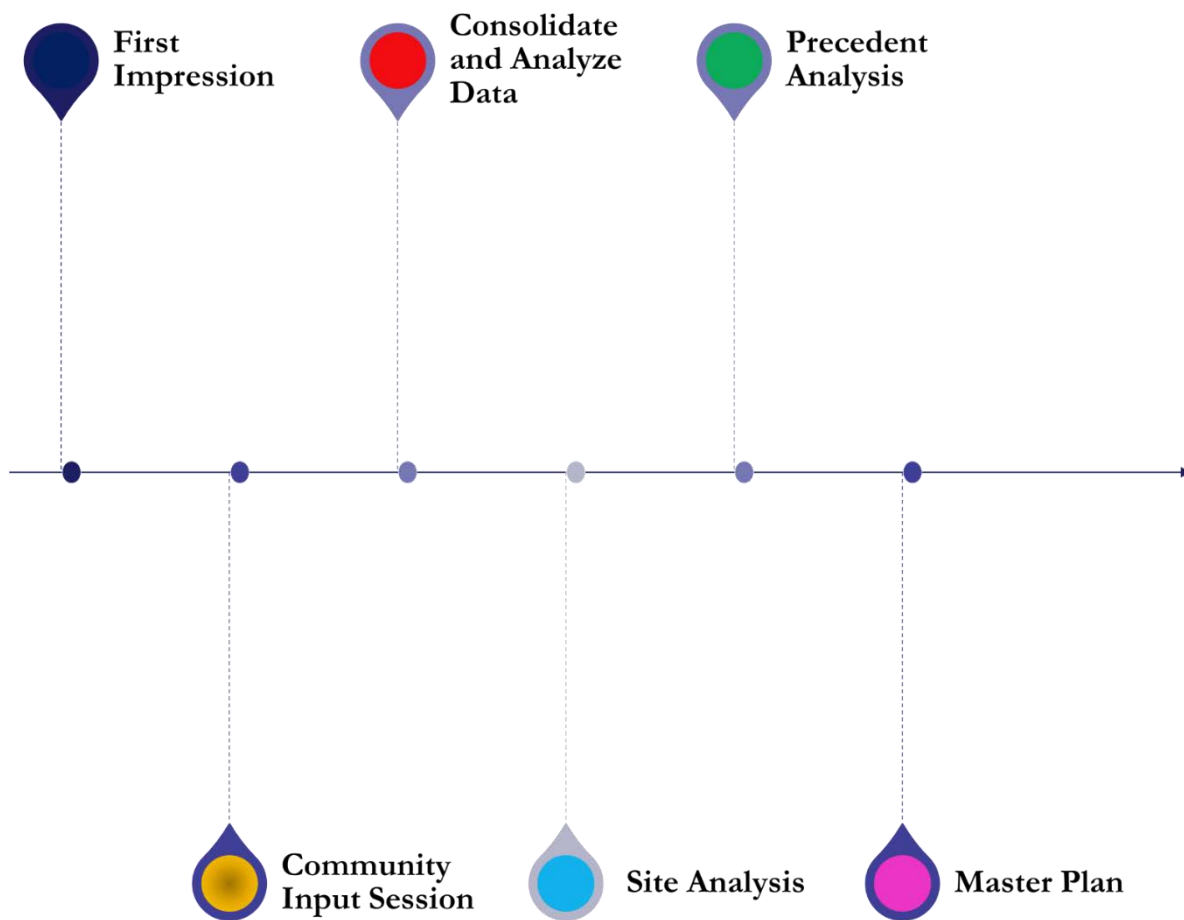 First
Impression
Consolidate
and Analyze
Data
Precedent
Analysis
Community
Input Session
Site Analysis
Master Plan